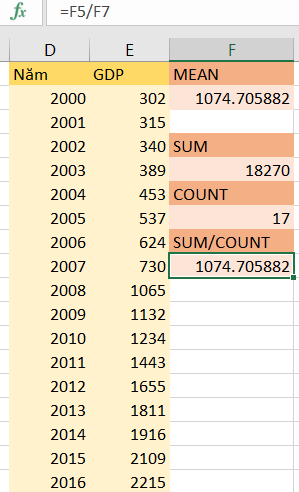 fx =F5/F7
D E F
Năm GDP MEAN
2000 302 1074.705882
2001 315
2002 340 SUM
2003 389 18270
2004 453 COUNT
2005 537 17
2006 624 SUM/COUNT
2007 730 1074.705882
2008 1065
2009 1132
2010 1234
2011 1443
2012 1655
2013 1811
2014 1916
2015 2109
2016 2215